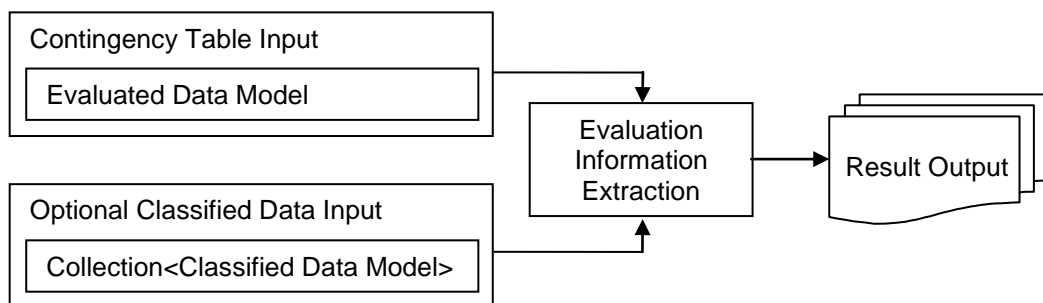 Contingency Table Input
Evaluated Data Model
Optional Classified Data Input
Collection<Classified Data Model>
Evaluation
Information
Extraction
Result Output